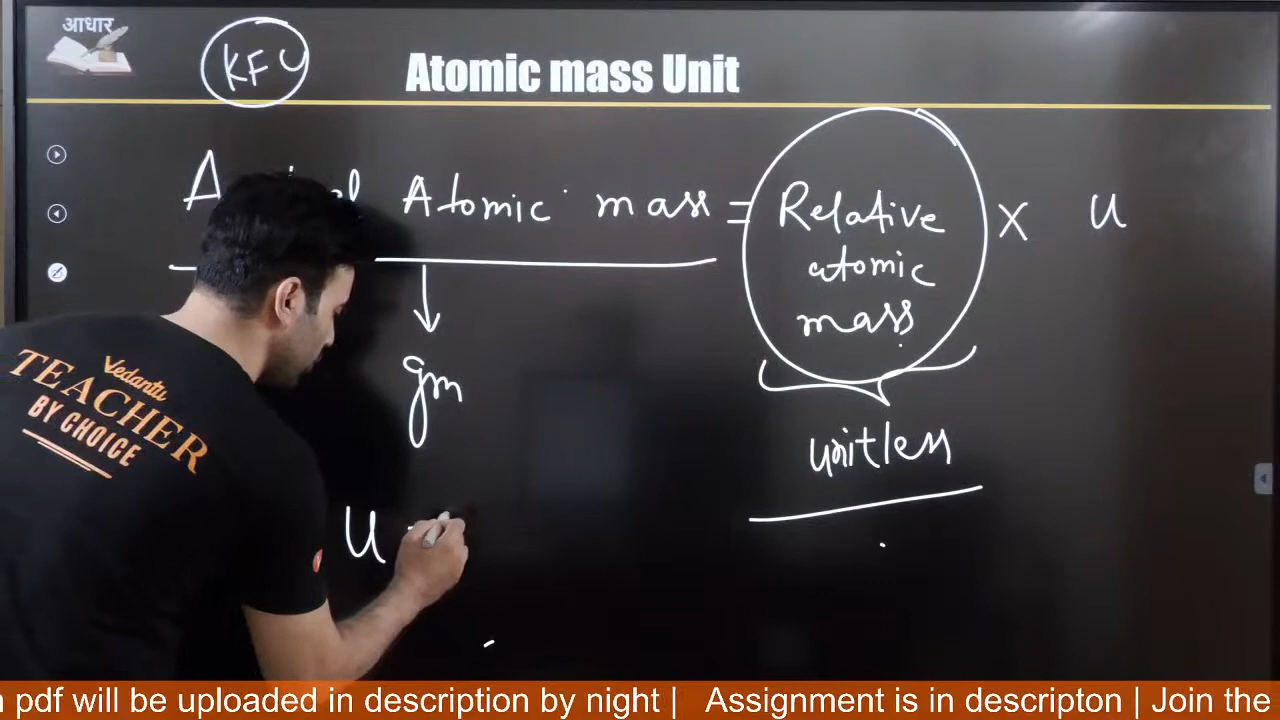 आधार
KFC
Atomic mass Unit
Atomic mass = Relative atomic mass x u
gm
unitless
u
Vedantu
TEACHER
BY CHOICE
pdf will be uploaded in description by night | Assignment is in descripton | Join the